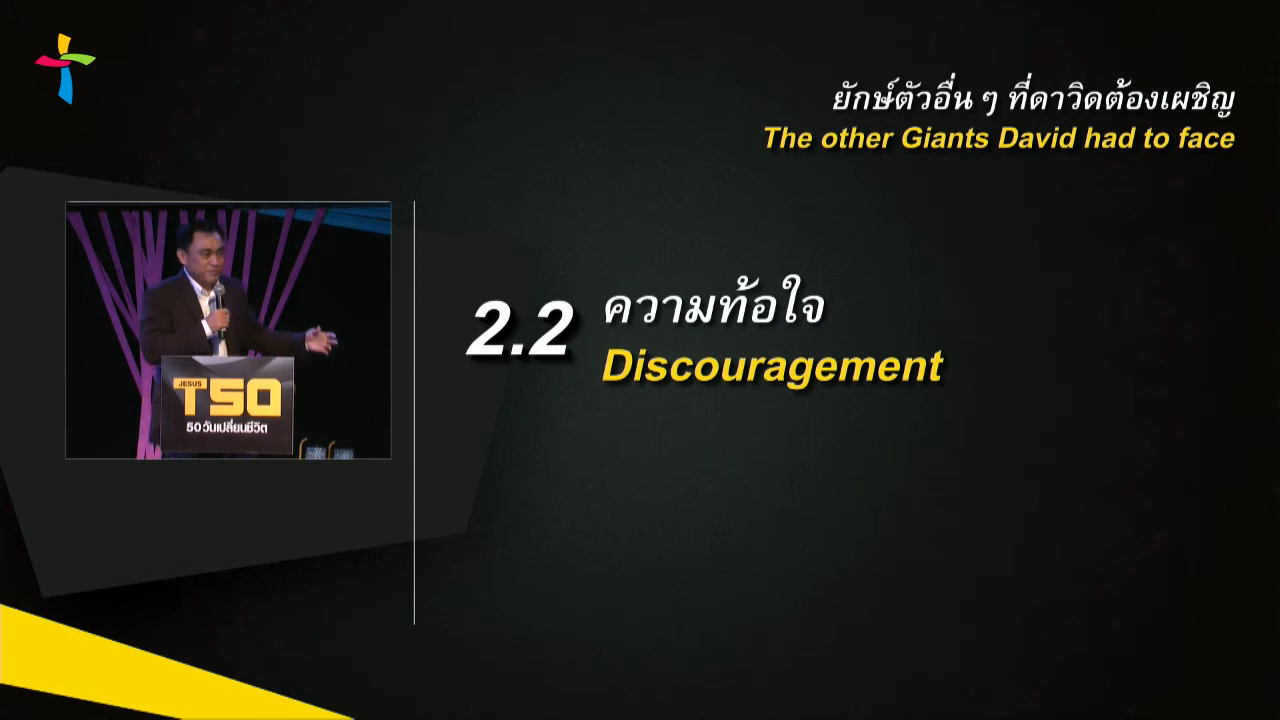 ยักษ์ตัวอื่น ๆ ที่ดาวิดต้องเผชิญ
The other Giants David had to face
2.2
ความท้อใจ
Discouragement
JESUS
T50
50 วันเปลี่ยนชีวิต